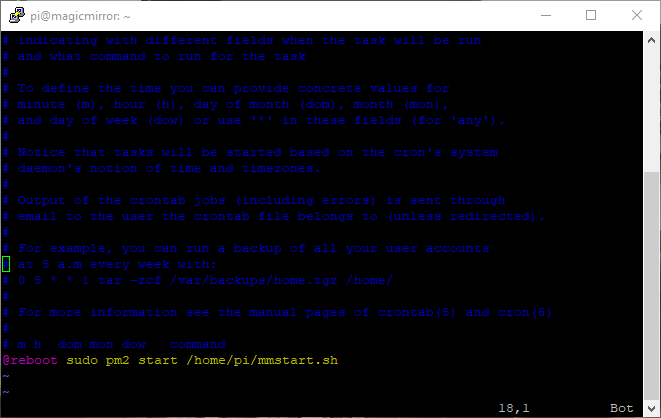 pi@magicmirror: ~
# indicating with different fields when the task will be run
# and what command to run for the task
#
# To define the time you can provide concrete values for
# minute (m), hour (h), day of month (dom), month (mon),
# and day of week (dow) or use '*' in these fields (for 'any').
#
# Notice that tasks will be started based on the cron's system
# daemon's notion of time and timezones.
#
# Output of the crontab jobs (including errors) is sent through
# email to the user the crontab file belongs to (unless redirected).
#
# For example, you can run a backup of all your user accounts
# at 5 a.m every week with:
# 0 5 * * 1 tar -zcf /var/backups/home.tgz /home/
#
# For more information see the manual pages of crontab(5) and cron(8)
#
# m h  dom mon dow   command
@reboot sudo pm2 start /home/pi/mmstart.sh
~
~
18,1 Bot